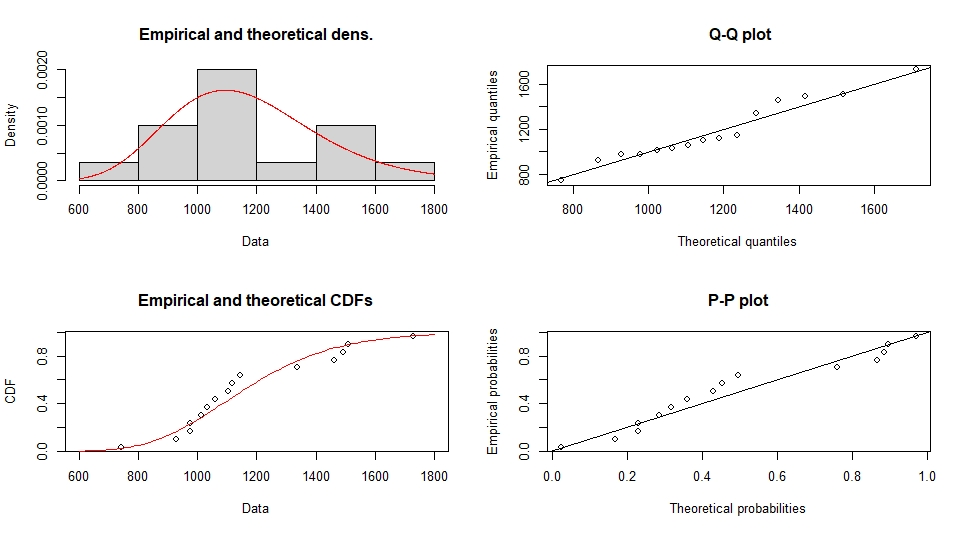 Empirical and theoretical dens.
Density
0.0000 0.0010 0.0020
600 800 1000 1200 1400 1600 1800
Data
Q-Q plot
Empirical quantiles
800 1200 1600
800 1000 1200 1400 1600
Theoretical quantiles
Empirical and theoretical CDFs
CDF
0.0 0.4 0.8
600 800 1000 1200 1400 1600 1800
Data
P-P plot
Empirical probabilities
0.0 0.4 0.8
0.0 0.2 0.4 0.6 0.8 1.0
Theoretical probabilities